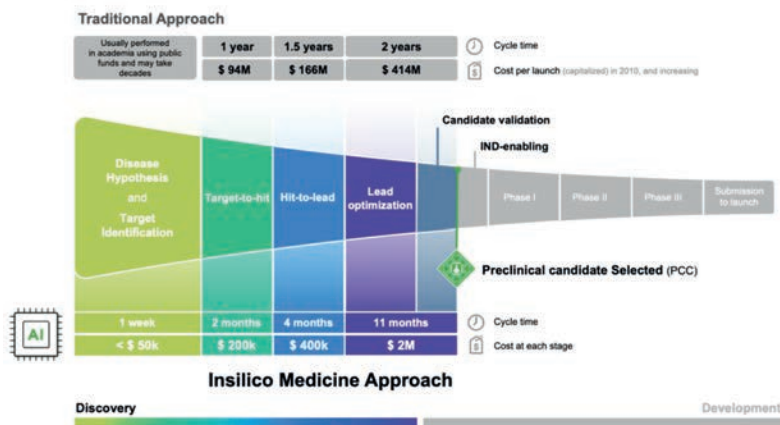 Traditional Approach
Usually performed
in academia using public
funds and may take
decades
1 year
1.5 years
2 years
Cycle time
$ 94M
$ 166M
$ 414M
Cost per launch (capitalized) in 2010, and increasing
Candidate validation
IND-enabling
Disease
Hypothesis
and
Target
Identification
Target-to-hit
Hit-to-lead
Lead
optimization
Phase I
Phase II
Phase III
Submission
to launch
Preclinical candidate Selected (PCC)
AI
1 week
2 months
4 months
11 months
Cycle time
< $ 50k
$ 200k
$ 400k
$ 2M
Cost at each stage
Insilico Medicine Approach
Discovery
Development